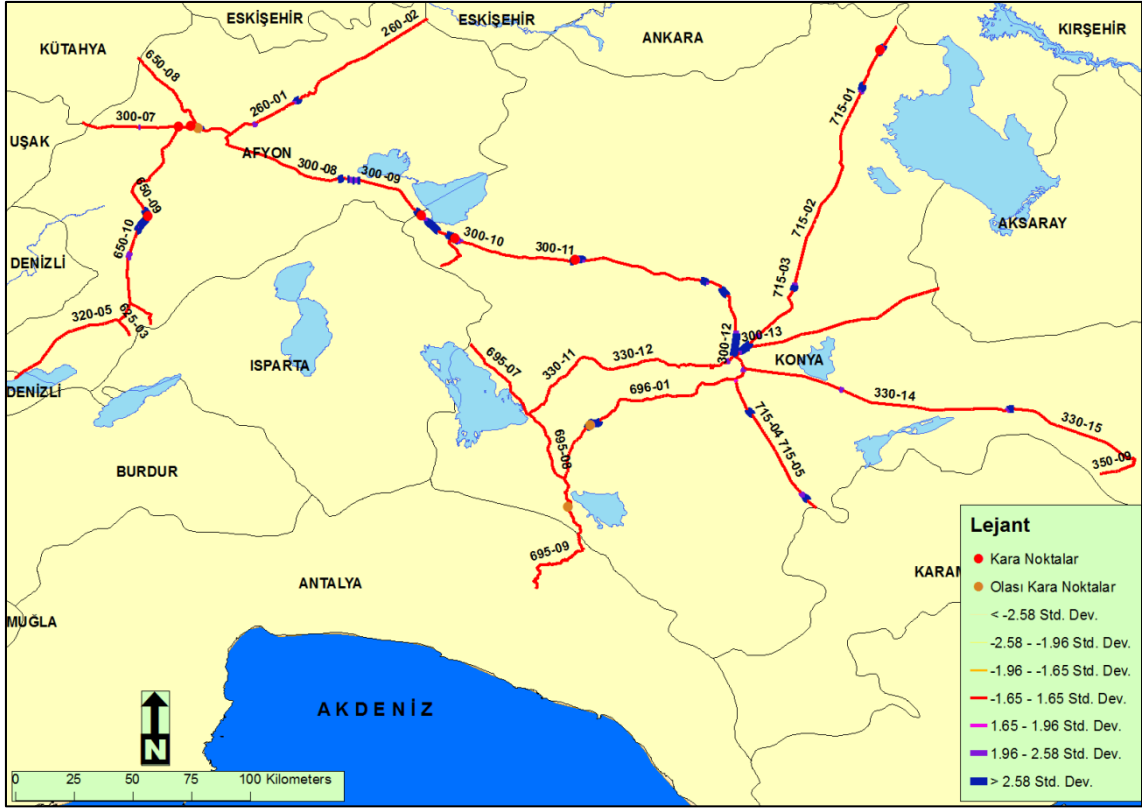 ESKİŞEHİR
ESKİŞEHİR
KÜTAHYA
ANKARA
KIRŞEHİR
260-02
650-08
260-01
715-01
300-07
UŞAK
AFYON
300-08
300-09
650-09
715-02
AKSARAY
650-10
300-10
300-11
DENİZLİ
715-03
320-05
625-03
300-12
300-13
ISPARTA
695-07
330-11
330-12
KONYA
DENİZLİ
696-01
330-14
715-04
330-15
695-08
715-05
350-09
BURDUR
695-09
ANTALYA
KARAM
MUĞLA
AKDENİZ
N
0 25 50 75 100 Kilometers
Lejant
Kara Noktalar
Olası Kara Noktalar
< -2.58 Std. Dev.
-2.58 - -1.96 Std. Dev.
-1.96 - -1.65 Std. Dev.
-1.65 - 1.65 Std. Dev.
1.65 - 1.96 Std. Dev.
1.96 - 2.58 Std. Dev.
> 2.58 Std. Dev.